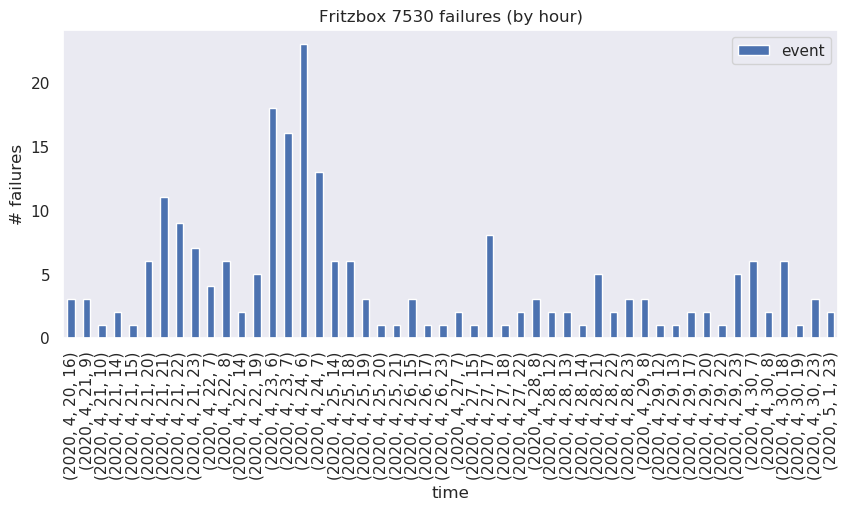 Fritzbox 7530 failures (by hour)
event
# failures
20
15
10
5
0
(2020, 4, 20, 16)
(2020, 4, 21, 9)
(2020, 4, 21, 10)
(2020, 4, 21, 14)
(2020, 4, 21, 15)
(2020, 4, 21, 20)
(2020, 4, 21, 21)
(2020, 4, 21, 22)
(2020, 4, 21, 23)
(2020, 4, 22, 7)
(2020, 4, 22, 8)
(2020, 4, 22, 14)
(2020, 4, 22, 19)
(2020, 4, 23, 6)
(2020, 4, 23, 7)
(2020, 4, 24, 6)
(2020, 4, 24, 7)
(2020, 4, 25, 14)
(2020, 4, 25, 18)
(2020, 4, 25, 19)
(2020, 4, 25, 20)
(2020, 4, 25, 21)
(2020, 4, 26, 15)
(2020, 4, 26, 17)
(2020, 4, 26, 23)
(2020, 4, 27, 7)
(2020, 4, 27, 15)
(2020, 4, 27, 17)
(2020, 4, 27, 18)
(2020, 4, 27, 22)
(2020, 4, 28, 8)
(2020, 4, 28, 12)
(2020, 4, 28, 13)
(2020, 4, 28, 14)
(2020, 4, 28, 21)
(2020, 4, 28, 22)
(2020, 4, 28, 23)
(2020, 4, 29, 8)
(2020, 4, 29, 12)
(2020, 4, 29, 13)
(2020, 4, 29, 17)
(2020, 4, 29, 20)
(2020, 4, 29, 22)
(2020, 4, 29, 23)
(2020, 4, 30, 7)
(2020, 4, 30, 8)
(2020, 4, 30, 18)
(2020, 4, 30, 19)
(2020, 4, 30, 23)
(2020, 5, 1, 23)
time